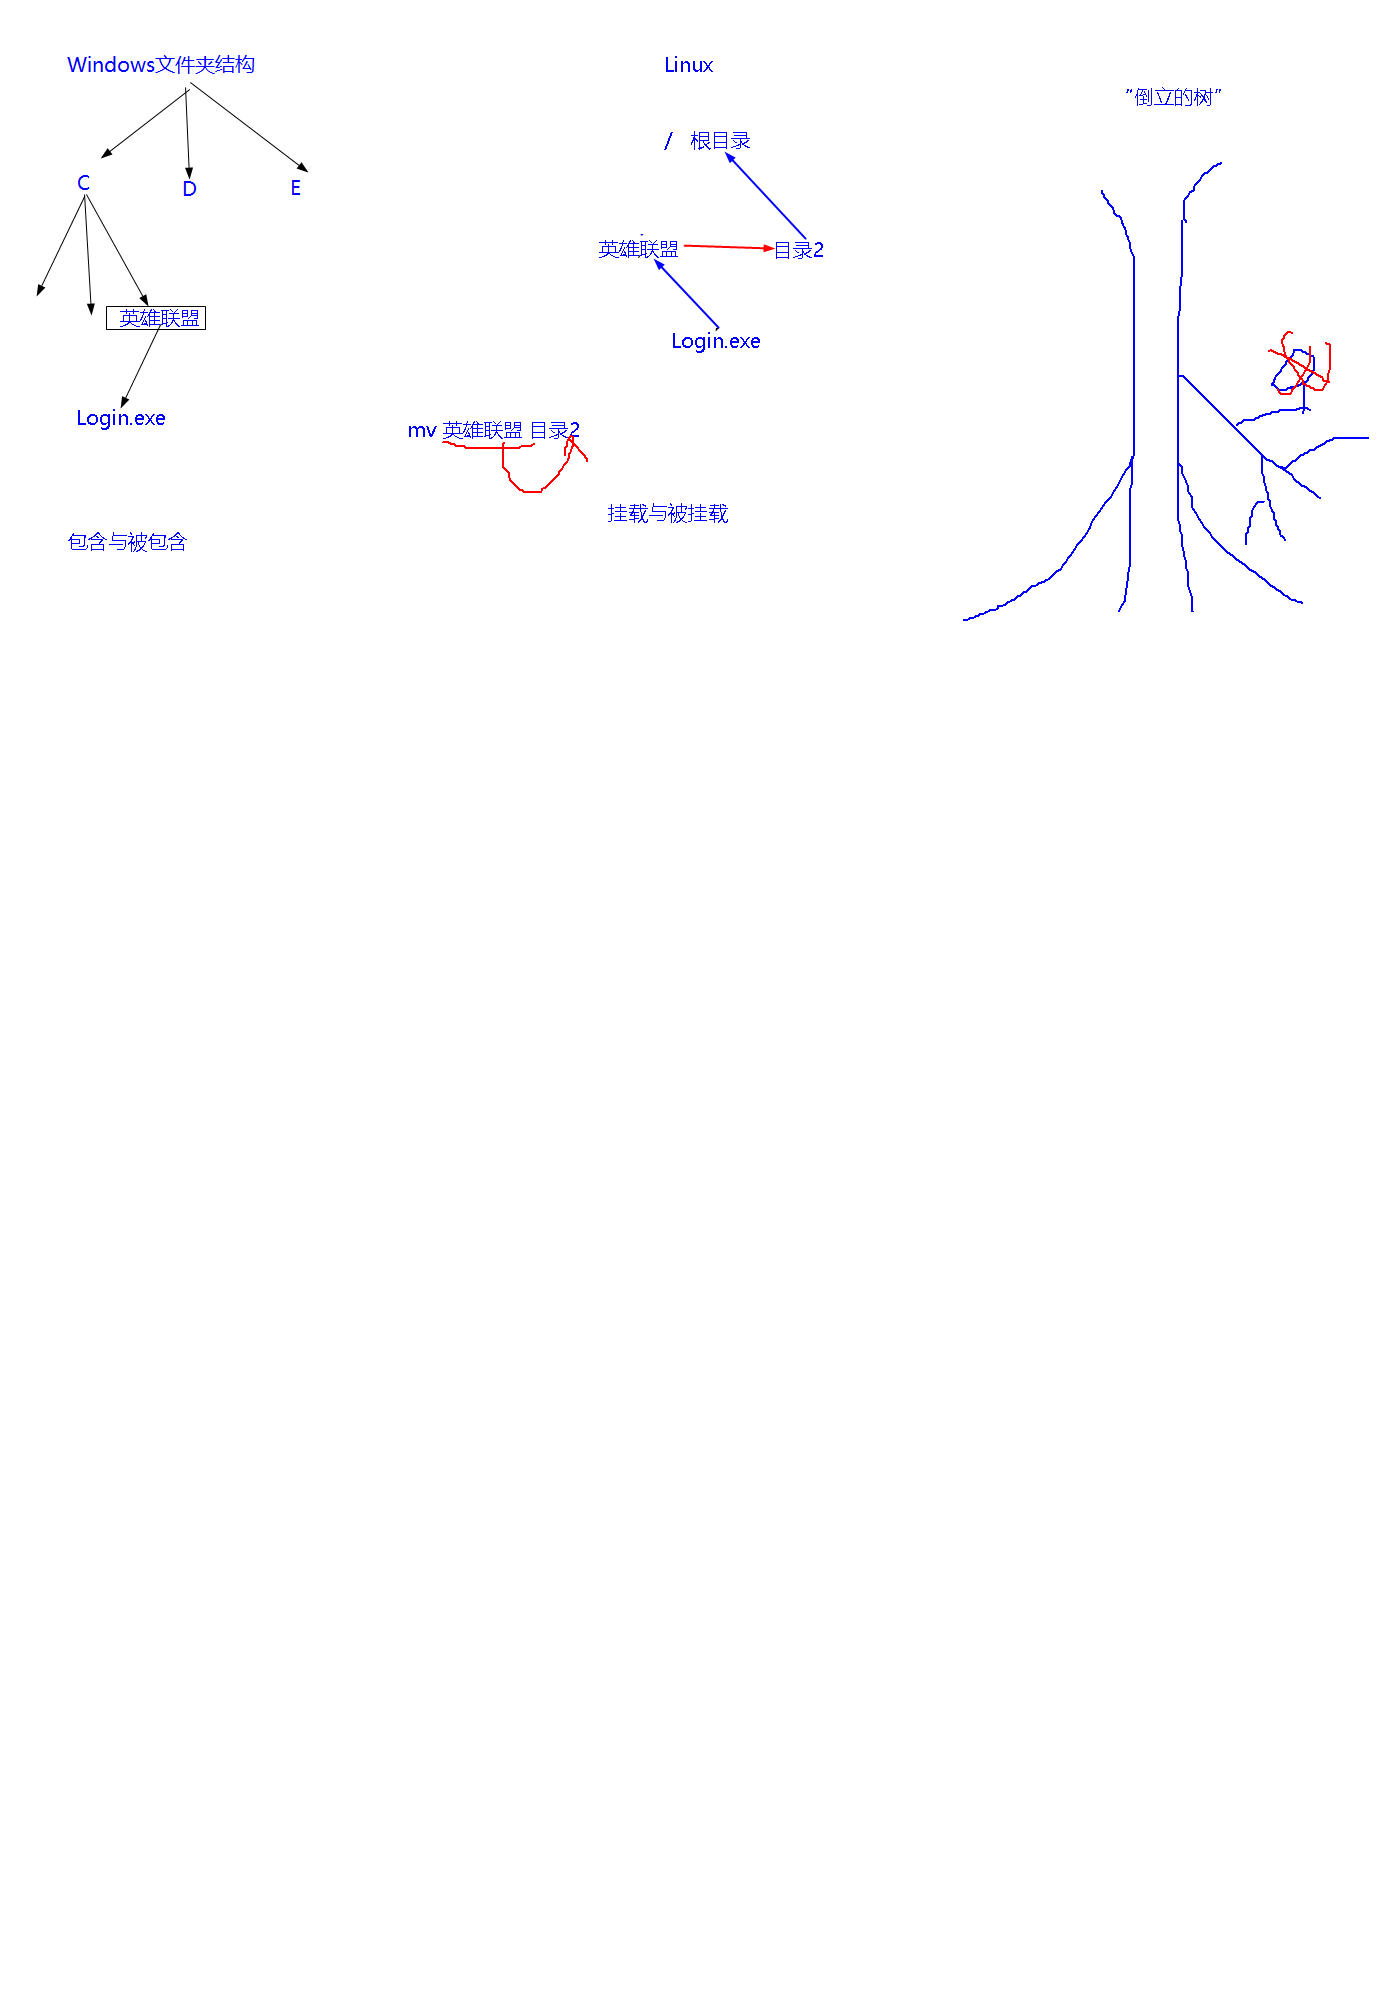 Windows文件夹结构
C
D
E
英雄联盟
Login.exe
包含与被包含
Linux
/ 根目录
英雄联盟
目录2
Login.exe
mv 英雄联盟 目录2
挂载与被挂载
"倒立的树"